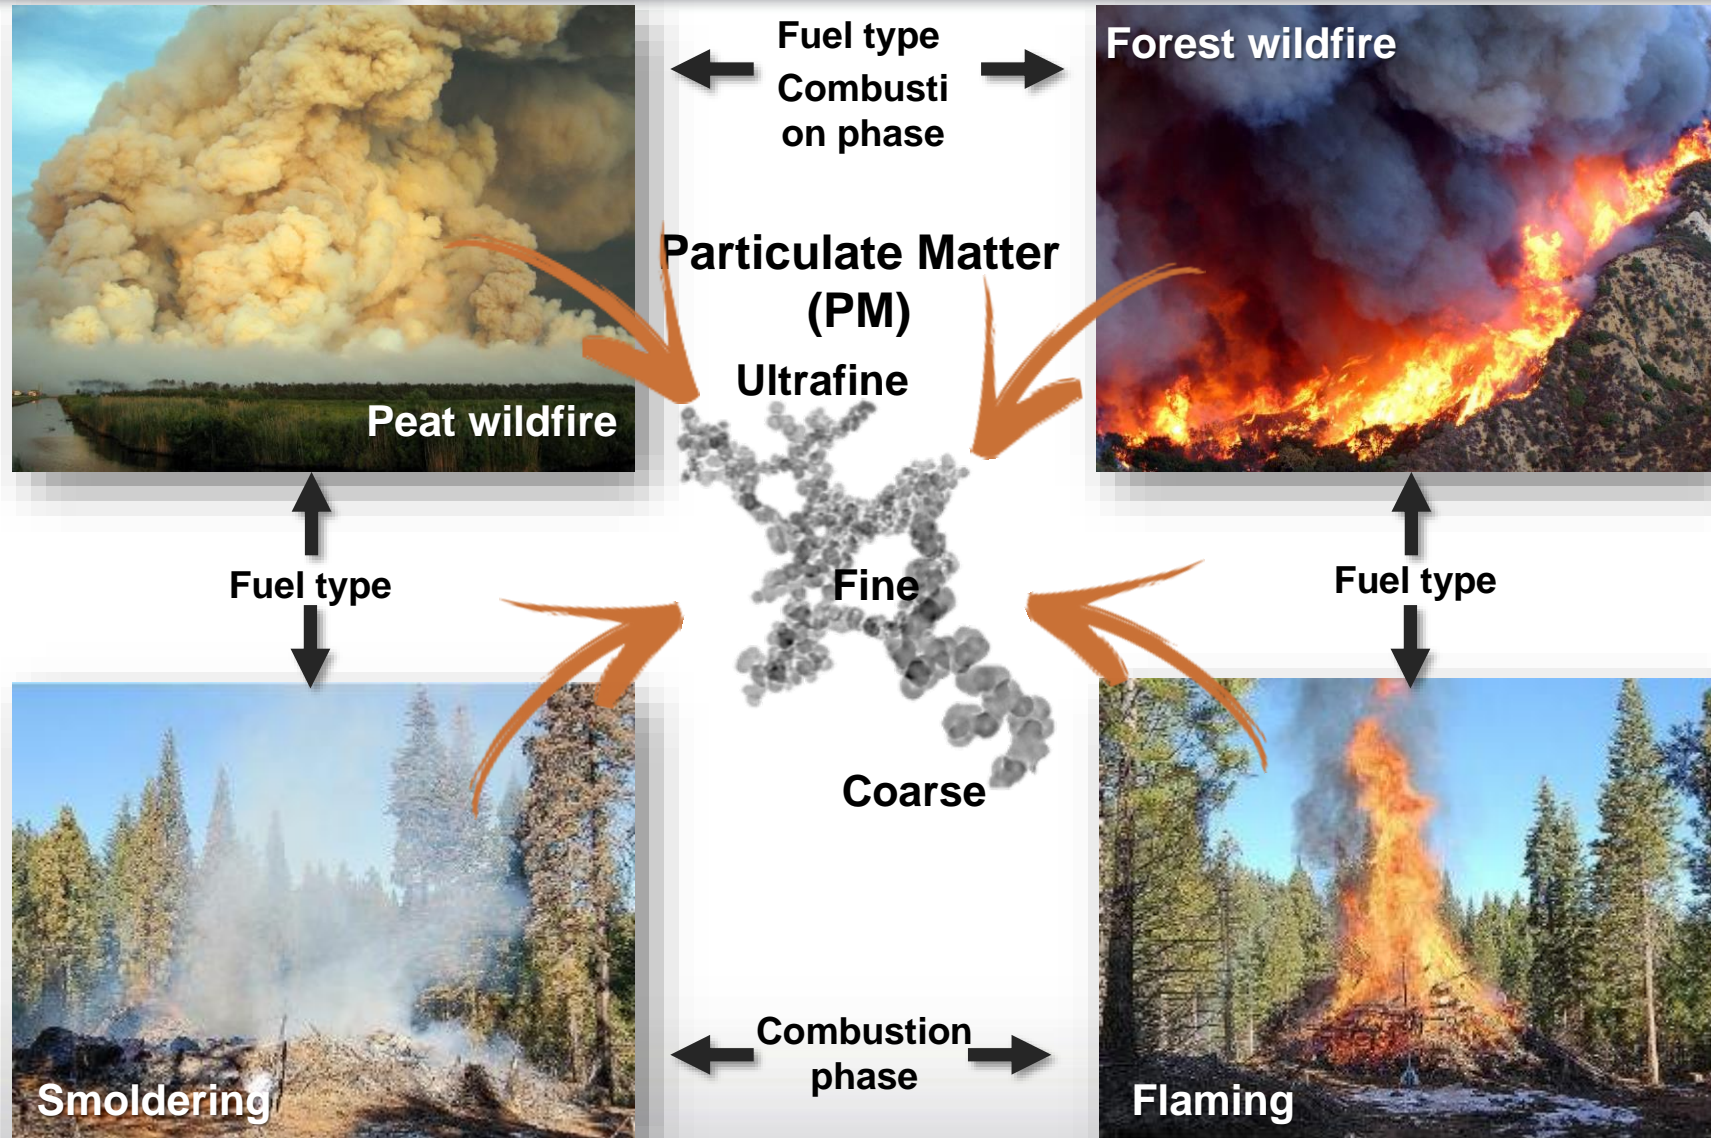 Fuel type
Combusti
on phase
Forest wildfire
Particulate Matter
(PM)
Ultrafine
Peat wildfire
Fuel type
Fine
Fuel type
Coarse
Combustion
phase
Smoldering
Flaming